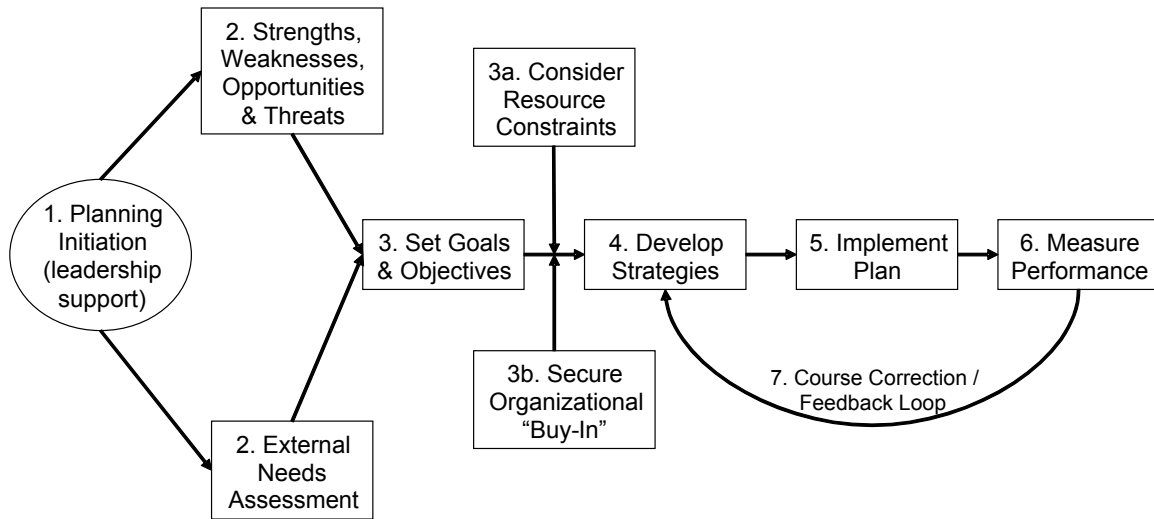 2. Strengths,
Weaknesses,
Opportunities
& Threats
3a. Consider
Resource
Constraints
1. Planning
Initiation
(leadership
support)
3. Set Goals
& Objectives
4. Develop
Strategies
5. Implement
Plan
6. Measure
Performance
3b. Secure
Organizational
“Buy-In”
7. Course Correction /
Feedback Loop
2. External
Needs
Assessment